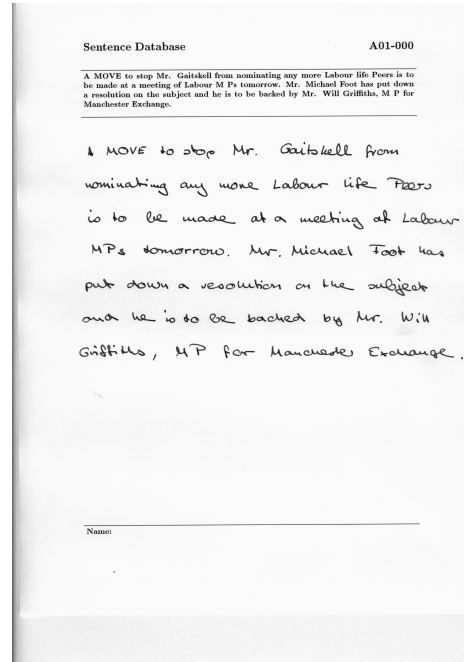 Sentence Database A01-000
A MOVE to stop Mr. Gaitskell from nominating any more Labour life Peers is to
be made at a meeting of Labour M Ps tomorrow. Mr. Michael Foot has put down
a resolution on the subject and he is to be backed by Mr. Will Griffiths, M P for
Manchester Exchange.
A MOVE to stop Mr. Gaitskell from
nominating any more Labour life Peers
is to be made at a meeting of Labour
MPs tomorrow. Mr. Michael Foot has
put down a resolution on the subject
and he is to be backed by Mr. Will
Griffiths, MP for Manchester Exchange.
Name: